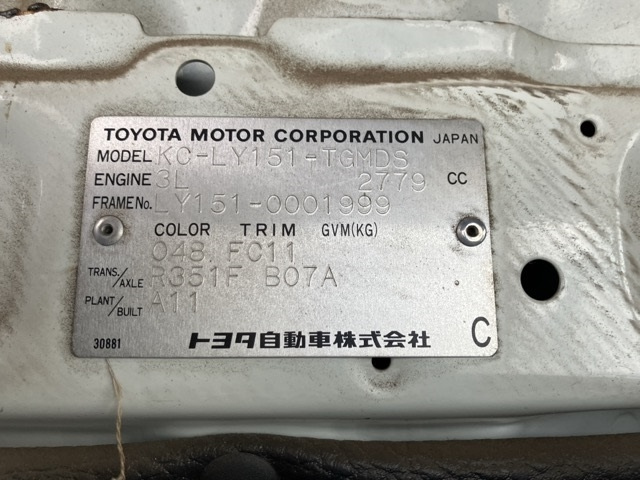 TOYOTA MOTOR CORPORATION JAPAN
MODEL KC-LY151-TGMDS
ENGINE 3L 2779 CC
FRAME No. LY151-0001999
COLOR TRIM GVM(KG)
048 FC11
TRANS./AXLE R351F B07A
PLANT/BUILT A11
30881 トヨタ自動車株式会社 C